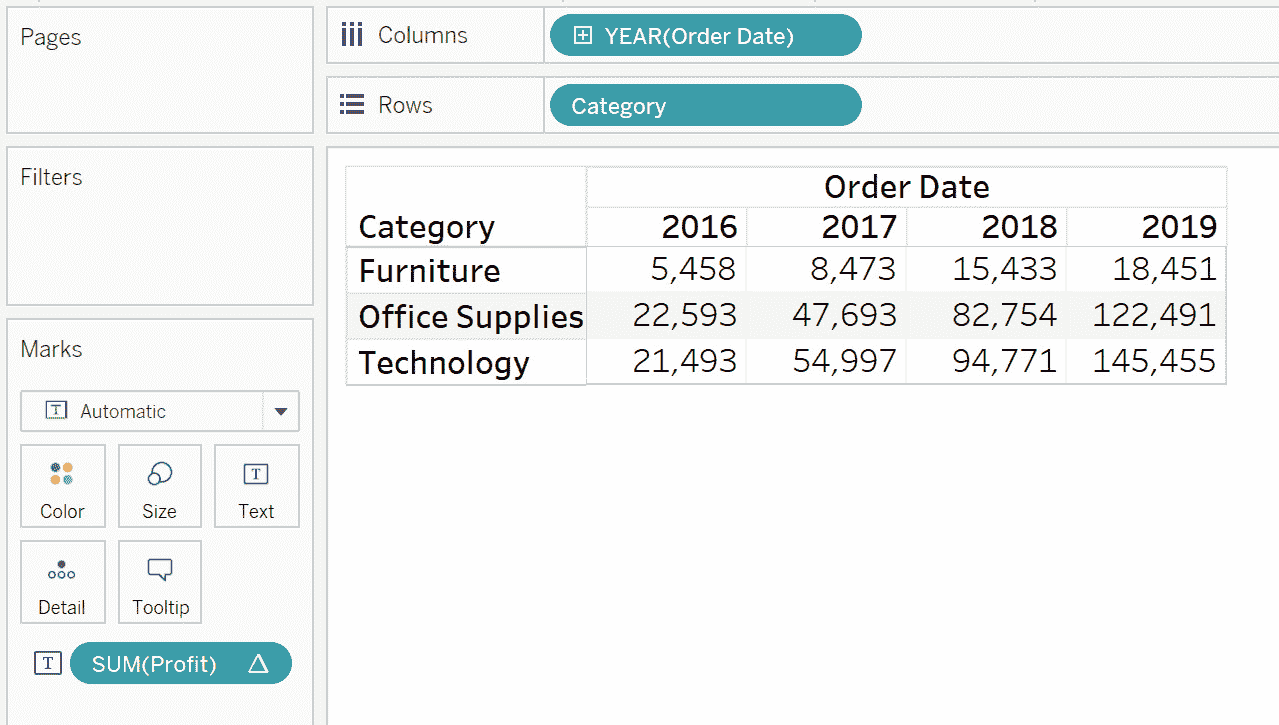 Pages
Columns
YEAR(Order Date)
Rows
Category
Filters
Order Date
Category 2016 2017 2018 2019
Furniture 5,458 8,473 15,433 18,451
Office Supplies 22,593 47,693 82,754 122,491
Technology 21,493 54,997 94,771 145,455
Marks
T Automatic
Color Size T Text
Detail Tooltip
T SUM(Profit) △